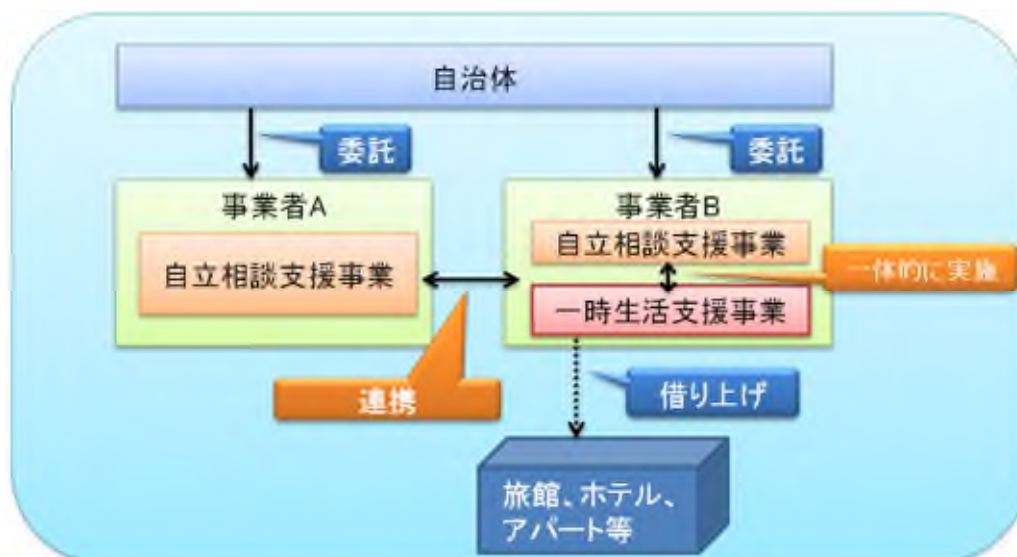 自治体
委託
委託
事業者A
自立相談支援事業
事業者B
自立相談支援事業
一体的に実施
一時生活支援事業
連携
借り上げ
旅館、ホテル、
アパート等